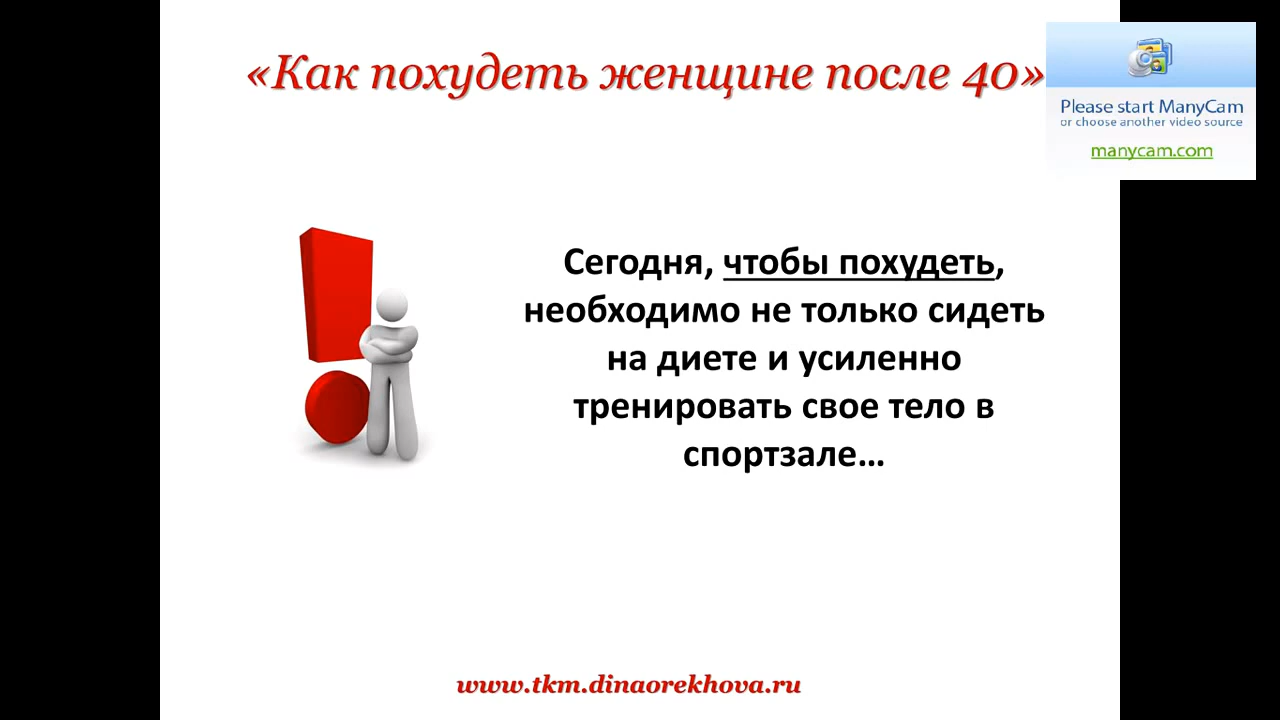 «Как похудеть женщине после 40»
Please start ManyCam
or choose another video source
manycam.com
Сегодня, чтобы похудеть,
необходимо не только сидеть
на диете и усиленно
тренировать свое тело в
спортзале...
www.tkm.dinaorekhova.ru